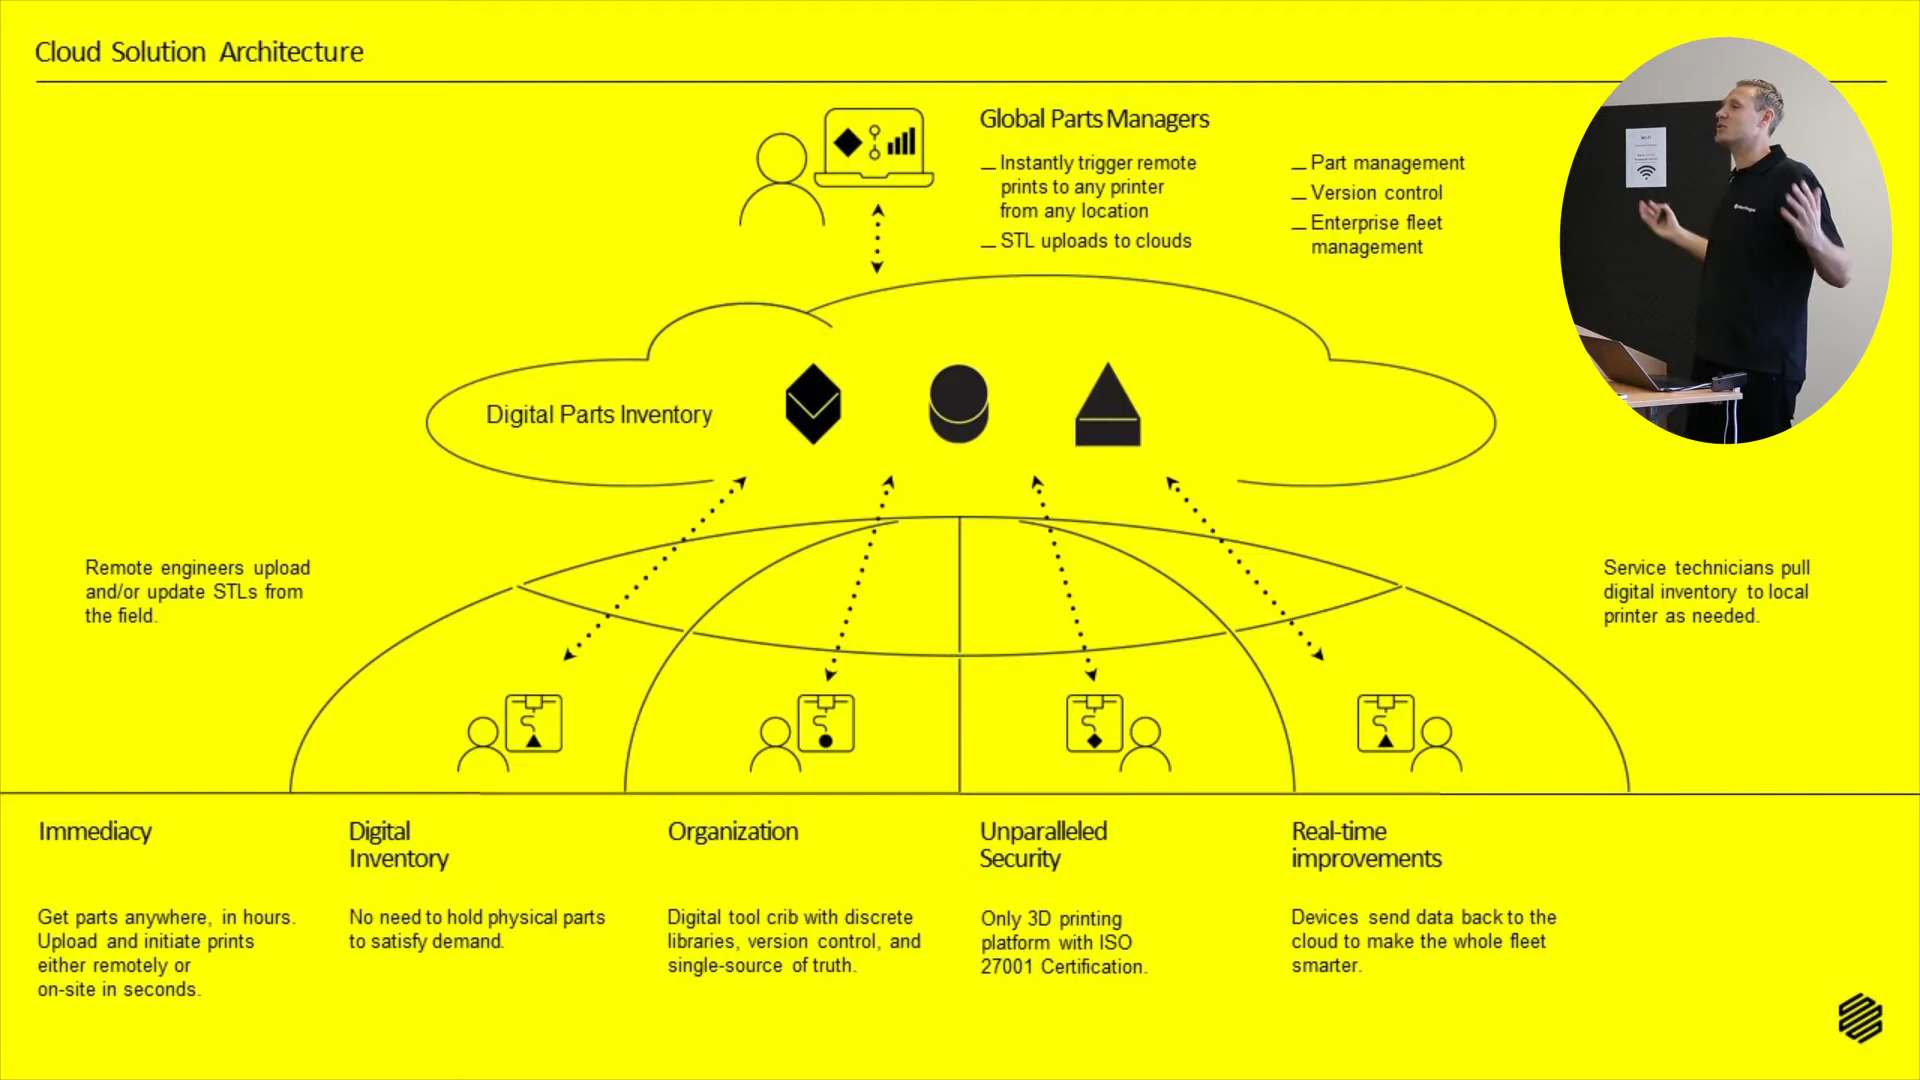 Cloud Solution Architecture
Global Parts Managers
Instantly trigger remote
prints to any printer
from any location
STL uploads to clouds
Part management
Version control
Enterprise fleet
management
Digital Parts Inventory
Remote engineers upload
and/or update STLs from
the field.
Service technicians pull
digital inventory to local
printer as needed.
Immediacy
Get parts anywhere, in hours.
Upload and initiate prints
either remotely or
on-site in seconds.
Digital
Inventory
No need to hold physical parts
to satisfy demand.
Organization
Digital tool crib with discrete
libraries, version control, and
single-source of truth.
Unparalleled
Security
Only 3D printing
platform with ISO
27001 Certification.
Real-time
improvements
Devices send data back to the
cloud to make the whole fleet
smarter.